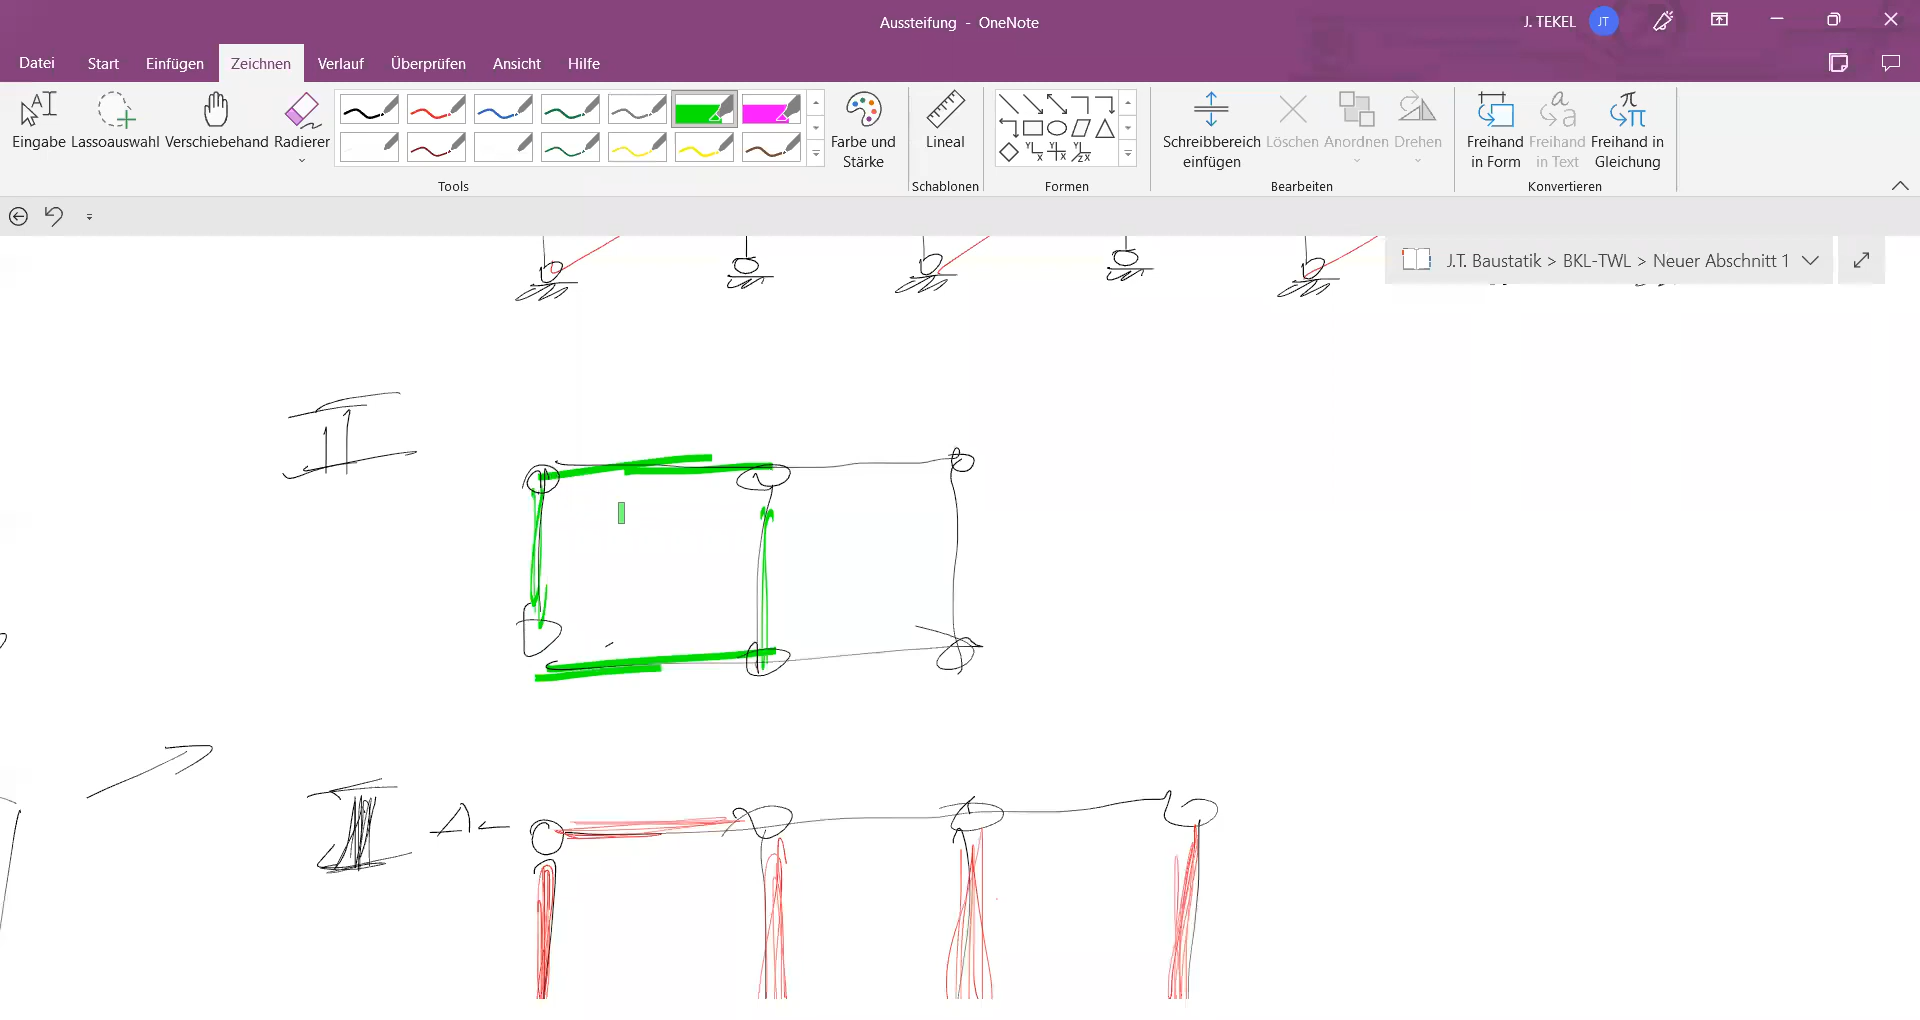 Aussteifung - OneNote
J. TEKEL
JT
Datei
Start
Einfügen
Zeichnen
Verlauf
Überprüfen
Ansicht
Hilfe
Eingabe
Lassoauswahl
Verschiebehand
Radierer
Farbe und
Stärke
Lineal
Schreibbereich
einfügen
Löschen
Anordnen
Drehen
Freihand
in Form
Freihand
in Text
Freihand in
Gleichung
Tools
Schablonen
Formen
Bearbeiten
Konvertieren
J.T. Baustatik > BKL-TWL > Neuer Abschnitt 1
II
III